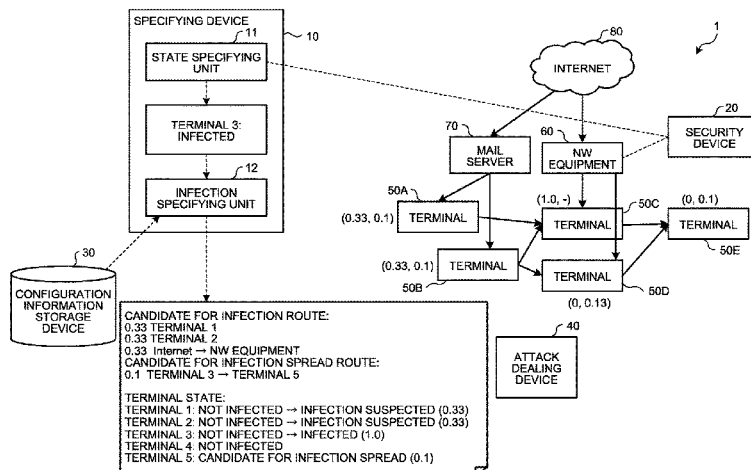 SPECIFYING DEVICE
10
11
STATE SPECIFYING
UNIT
TERMINAL 3:
INFECTED
12
INFECTION
SPECIFYING UNIT
30
CONFIGURATION
INFORMATION
STORAGE
DEVICE
80
INTERNET
1
20
SECURITY
DEVICE
70
MAIL
SERVER
60
NW
EQUIPMENT
50A
(0.33, 0.1)
TERMINAL
(1.0, -)
50C
TERMINAL
(0, 0.1)
TERMINAL
50E
(0.33, 0.1)
TERMINAL
50B
TERMINAL
50D
(0, 0.13)
40
ATTACK
DEALING
DEVICE
CANDIDATE FOR INFECTION ROUTE:
0.33 TERMINAL 1
0.33 TERMINAL 2
0.33 Internet → NW EQUIPMENT
CANDIDATE FOR INFECTION SPREAD ROUTE:
0.1 TERMINAL 3 → TERMINAL 5
TERMINAL STATE:
TERMINAL 1: NOT INFECTED → INFECTION SUSPECTED (0.33)
TERMINAL 2: NOT INFECTED → INFECTION SUSPECTED (0.33)
TERMINAL 3: NOT INFECTED → INFECTED (1.0)
TERMINAL 4: NOT INFECTED
TERMINAL 5: CANDIDATE FOR INFECTION SPREAD (0.1)